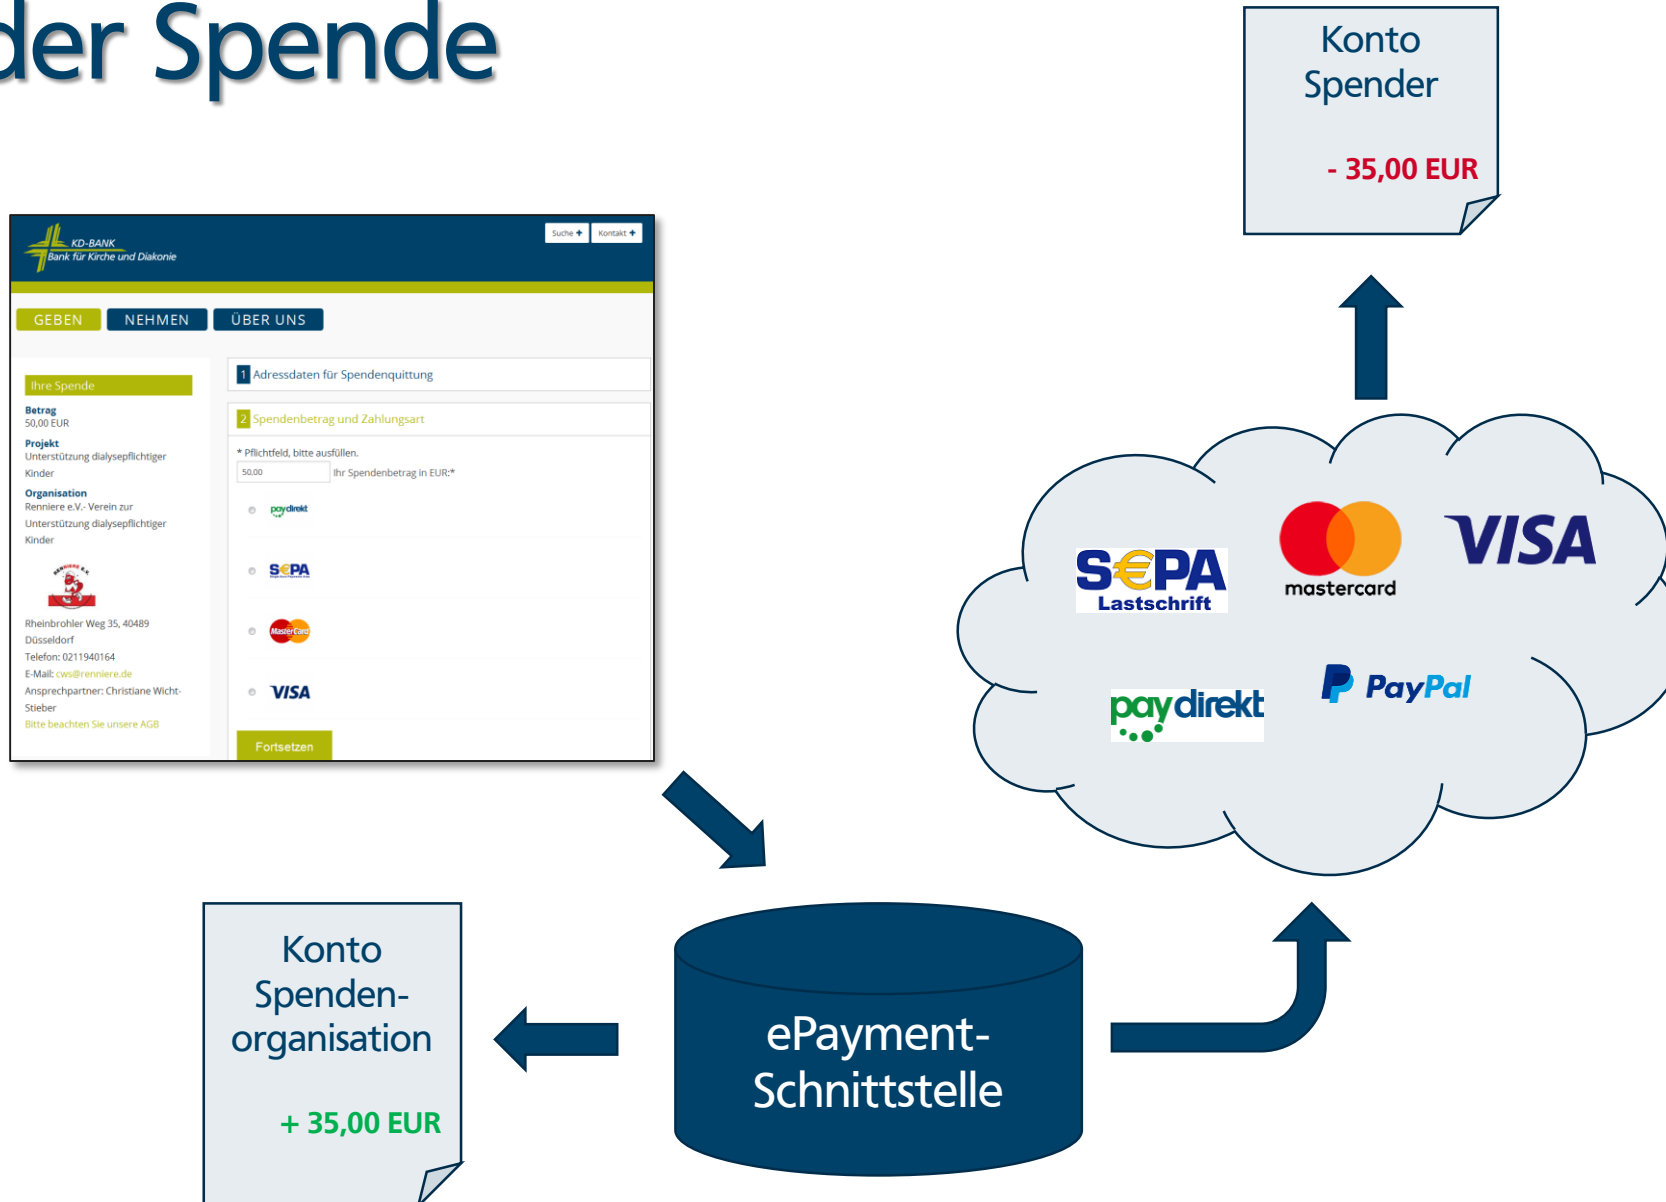 der Spende
Konto
Spender
- 35,00 EUR
KD-BANK
Bank für Kirche und Diakonie
Suche +
Kontakt +
GEBEN
NEHMEN
ÜBER UNS
Ihre Spende
Betrag
50,00 EUR
Projekt
Unterstützung dialysepflichtiger
Kinder
Organisation
Renniere e.V.- Verein zur
Unterstützung dialysepflichtiger
Kinder
RENNIERE e.V.
Rheinbrohler Weg 35, 40489
Düsseldorf
Telefon: 0211940164
E-Mail: cws@renniere.de
Ansprechpartner: Christiane Wicht-
Stieber
Bitte beachten Sie unsere AGB
1 Adressdaten für Spendenquittung
2 Spendenbetrag und Zahlungsart
* Pflichtfeld, bitte ausfüllen.
50.00 Ihr Spendenbetrag in EUR:*
paydirekt
S€PA
MasterCard
VISA
Fortsetzen
S€PA
Lastschrift
mastercard
VISA
paydirekt
PayPal
Konto
Spenden-
organisation
+ 35,00 EUR
ePayment-
Schnittstelle